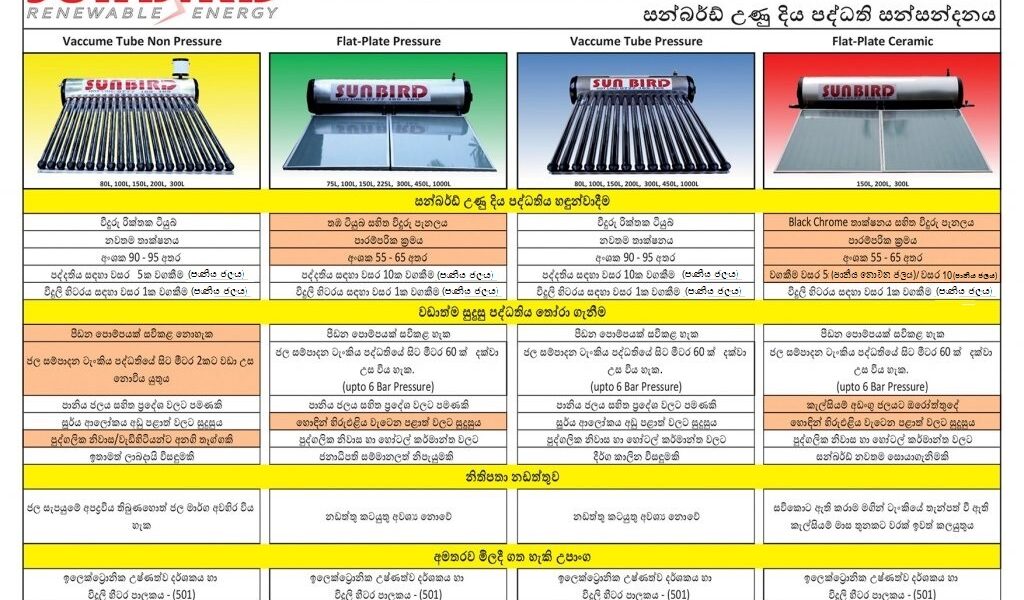 SUNBIRD
RENEWABLE ENERGY
සන්බර්ඩ් උණු දිය පද්ධති සන්සන්දනය
Vaccume Tube Non Pressure
Flat-Plate Pressure
Vaccume Tube Pressure
Flat-Plate Ceramic
SUN BIRD
SUN BIRD
SUN BIRD
SUN BIRD
80L, 100L, 150L, 200L, 300L
75L, 100L, 150L, 225L, 300L, 450L, 1000L
80L, 100L, 150L, 200L, 300L, 450L, 1000L
150L, 200L, 300L
සන්බර්ඩ් උණු දිය පද්ධතිය හඳුන්වාදීම
වීදුරු රික්තක ටියුබ්
තඹ ටියුබ සහිත වීදුරු පැනලය
වීදුරු රික්තක ටියුබ්
Black Chrome තාක්ෂනය සහිත වීදුරු පැනලය
නවතම තාක්ෂනය
පාරම්පරික ක්‍රමය
නවතම තාක්ෂනය
පාරම්පරික ක්‍රමය
අංශක 90 - 95 අතර
අංශක 55 - 65 අතර
අංශක 90 - 95 අතර
අංශක 55 - 65 අතර
පද්දතිය සඳහා වසර 5ක වගකීම (පානීය ජලය)
පද්දතිය සඳහා වසර 10ක වගකීම (පානීය ජලය)
පද්දතිය සඳහා වසර 10ක වගකීම (පානීය ජලය)
වගකීම වසර 5 (පානීය නොවන ජලය)/ වසර 10 (පානීය ජලය)
විදුලි හීටරය සඳහා වසර 1ක වගකීම (පානීය ජලය)
විදුලි හීටරය සඳහා වසර 1ක වගකීම (පානීය ජලය)
විදුලි හීටරය සඳහා වසර 1ක වගකීම (පානීය ජලය)
විදුලි හීටරය සඳහා වසර 1ක වගකීම (පානීය ජලය)
වඩාත්ම සුදුසු පද්ධතිය තෝරා ගැනීම
පීඩන පොම්පයක් සවිකළ නොහැක
පීඩන පොම්පයක් සවිකළ හැක
පීඩන පොම්පයක් සවිකළ හැක
පීඩන පොම්පයක් සවිකළ හැක
ජල සම්පාදන ටැංකිය පද්ධතියේ සිට මීටර 2කට වඩා උස
නොවිය යුතුය
ජල සම්පාදන ටැංකිය පද්ධතියේ සිට මීටර 60 ක් දක්වා
උස විය හැක.
(upto 6 Bar Pressure)
ජල සම්පාදන ටැංකිය පද්ධතියේ සිට මීටර 60 ක් දක්වා
උස විය හැක.
(upto 6 Bar Pressure)
ජල සම්පාදන ටැංකිය පද්ධතියේ සිට මීටර 60 ක් දක්වා
උස විය හැක.
(upto 6 Bar Pressure)
පානිය ජලය සහිත ප්‍රදේශ වලට පමණකි
පානිය ජලය සහිත ප්‍රදේශ වලට පමණකි
පානිය ජලය සහිත ප්‍රදේශ වලට පමණකි
කැල්සියම් අඩංගු ජලයට ඔරොත්තුදේ
සූර්ය ආලෝකය අඩු පළාත් වලට සුදුසුය
හොඳින් හිරුඑළිය වැටෙන පළාත් වලට සුදුසුය
සූර්ය ආලෝකය අඩු පළාත් වලට සුදුසුය
හොඳින් හිරුඑළිය වැටෙන පළාත් වලට සුදුසුය
පුද්ගලික නිවාස/වැඩිහිටියන්ට අනගි තෑග්ගකි
පුද්ගලික නිවාස හා හෝටල් කර්මාන්ත වලට
පුද්ගලික නිවාස හා හෝටල් කර්මාන්ත වලට
පුද්ගලික නිවාස හා හෝටල් කර්මාන්ත වලට
ඉතාමත් ලාබදායි විසඳුමකි
ජනාධිපති සම්මානලත් නිපැයුමකි
දීර්ග කාලීන විසඳුමකි
සන්බර්ඩ් නවතම සොයාගැනීමකි
නිතිපතා නඩත්තුව
ජල සැපයුමේ අපද්‍රව්‍ය තිබුණහොත් ජල මාර්ග අවහිර විය
හැක
නඩත්තු කටයුතු අවශ්‍ය නොවේ
නඩත්තු කටයුතු අවශ්‍ය නොවේ
සවිකොට ඇති කරාම මගින් ටැංකියේ තැන්පත් වී ඇති
කැල්සියම් මාස තුනකට වරක් ඉවත් කලයුතුය
අමතරව මිලදී ගත හැකි උපාංග
ඉලෙක්ට්‍රොනික උෂ්ණත්ව දර්ශකය හා
විදුලි හීටර පාලකය - (501)
ඉලෙක්ට්‍රොනික උෂ්ණත්ව දර්ශකය හා
විදුලි හීටර පාලකය - (501)
ඉලෙක්ට්‍රොනික උෂ්ණත්ව දර්ශකය හා
විදුලි හීටර පාලකය - (501)
ඉලෙක්ට්‍රොනික උෂ්ණත්ව දර්ශකය හා
විදුලි හීටර පාලකය - (501)